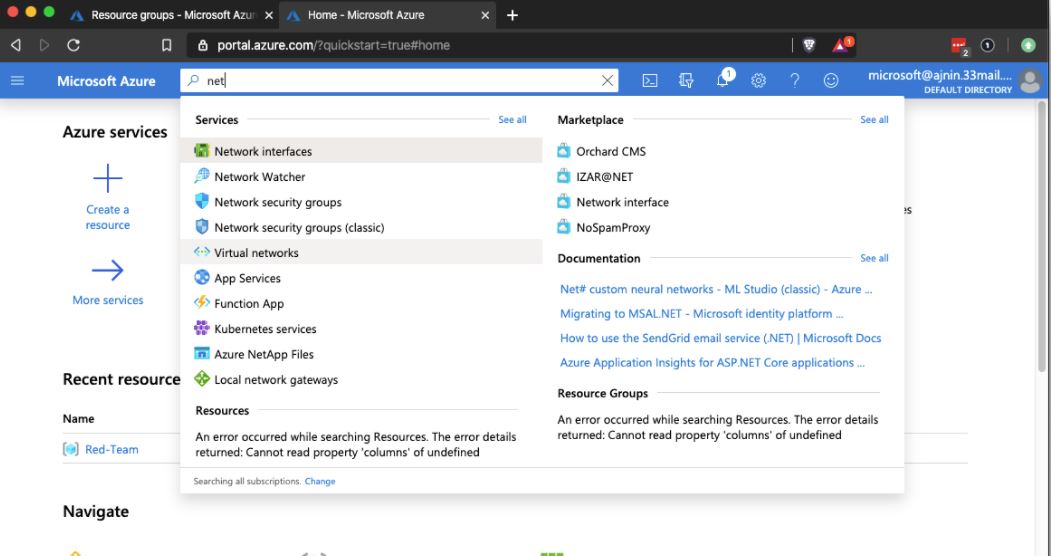 Resource groups - Microsoft Azur
Home - Microsoft Azure
portal.azure.com/?quickstart=true#home
1
2
1
Microsoft Azure
net
1
microsoft@ajnin.33mail....
DEFAULT DIRECTORY
Azure services
Create a
resource
More services
Services
See all
Network interfaces
Network Watcher
Network security groups
Network security groups (classic)
Virtual networks
App Services
Function App
Kubernetes services
Azure NetApp Files
Local network gateways
Resources
An error occurred while searching Resources. The error details
returned: Cannot read property 'columns' of undefined
Marketplace
See all
Orchard CMS
IZAR@NET
Network interface
NoSpamProxy
Documentation
See all
Net# custom neural networks - ML Studio (classic) - Azure ...
Migrating to MSAL.NET - Microsoft identity platform ...
How to use the SendGrid email service (.NET) | Microsoft Docs
Azure Application Insights for ASP.NET Core applications ...
Resource Groups
An error occurred while searching Resources. The error details
returned: Cannot read property 'columns' of undefined
Searching all subscriptions. Change
es
Recent resource
Name
Red-Team
Navigate